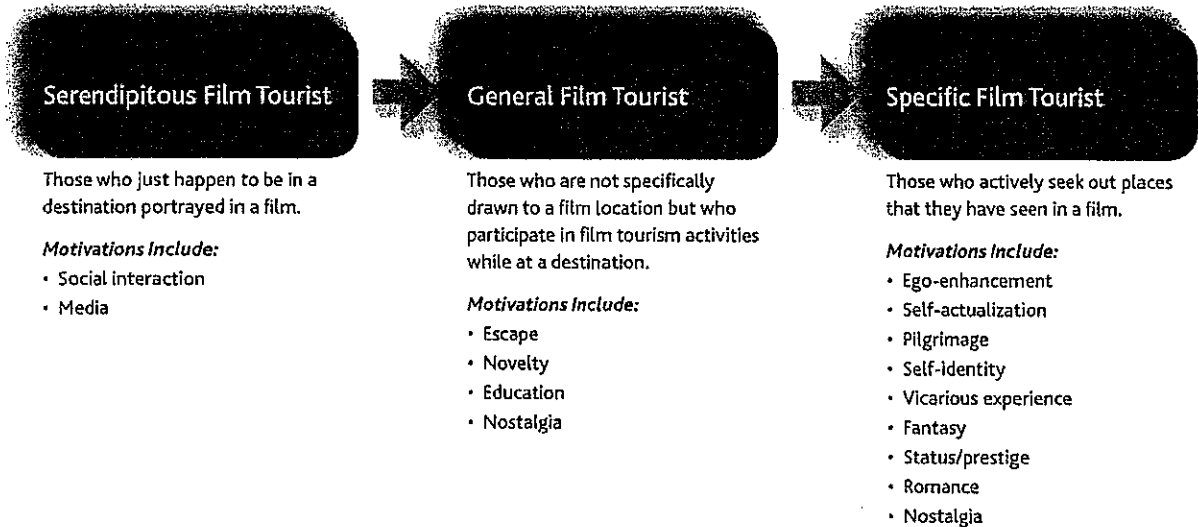 Serendipitous Film Tourist
Those who just happen to be in a
destination portrayed in a film.
Motivations Include:
• Social interaction
• Media
General Film Tourist
Those who are not specifically
drawn to a film location but who
participate in film tourism activities
while at a destination.
Motivations Include:
• Escape
• Novelty
• Education
• Nostalgia
Specific Film Tourist
Those who actively seek out places
that they have seen in a film.
Motivations Include:
• Ego-enhancement
• Self-actualization
• Pilgrimage
• Self-identity
• Vicarious experience
• Fantasy
• Status/prestige
• Romance
• Nostalgia